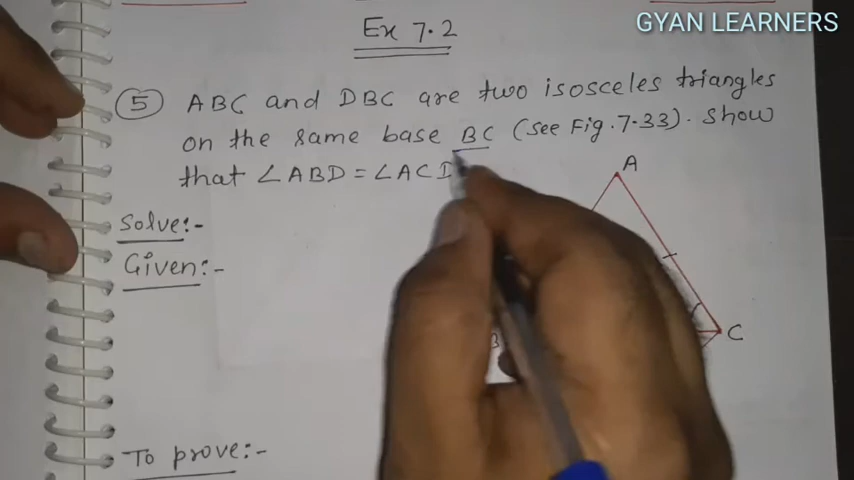 GYAN LEARNERS
Ex 7.2
5 ABC and DBC are two isosceles triangles
on the same base BC (see Fig. 7.33). Show
that ∠ABD = ∠ACD
A
Solve:-
Given:-
B
C
To prove:-